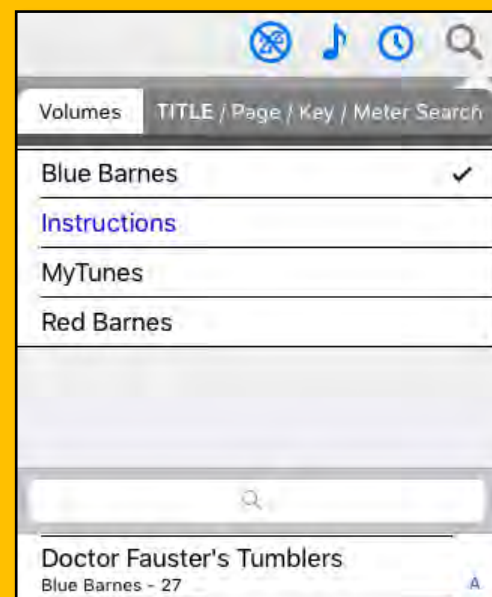 Volumes TITLE / Page / Key / Meter Search
Blue Barnes
Instructions
MyTunes
Red Barnes
Doctor Fauster's Tumblers
Blue Barnes - 27
A